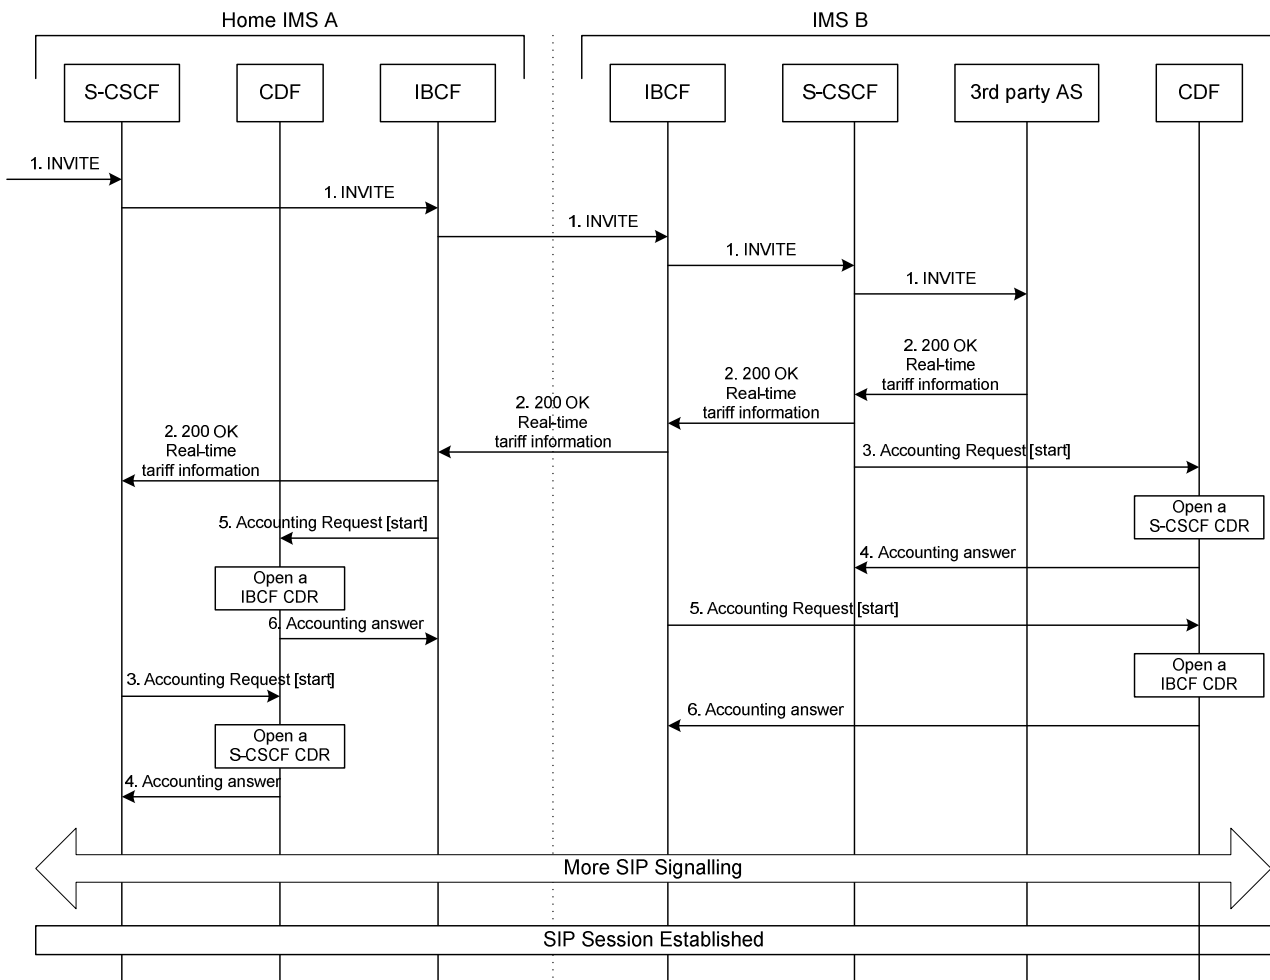 Home IMS A
IMS B
S-CSCF
CDF
IBCF
IBCF
S-CSCF
3rd party AS
CDF
1. INVITE
1. INVITE
1. INVITE
1. INVITE
1. INVITE
2. 200 OK
Real-time
tariff information
2. 200 OK
Real-time
tariff information
2. 200 OK
Real-time
tariff information
2. 200 OK
Real-time
tariff information
3. Accounting Request [start]
Open a
S-CSCF CDR
5. Accounting Request [start]
4. Accounting answer
Open a
IBCF CDR
5. Accounting Request [start]
6. Accounting answer
Open a
IBCF CDR
3. Accounting Request [start]
6. Accounting answer
Open a
S-CSCF CDR
4. Accounting answer
More SIP Signalling
SIP Session Established